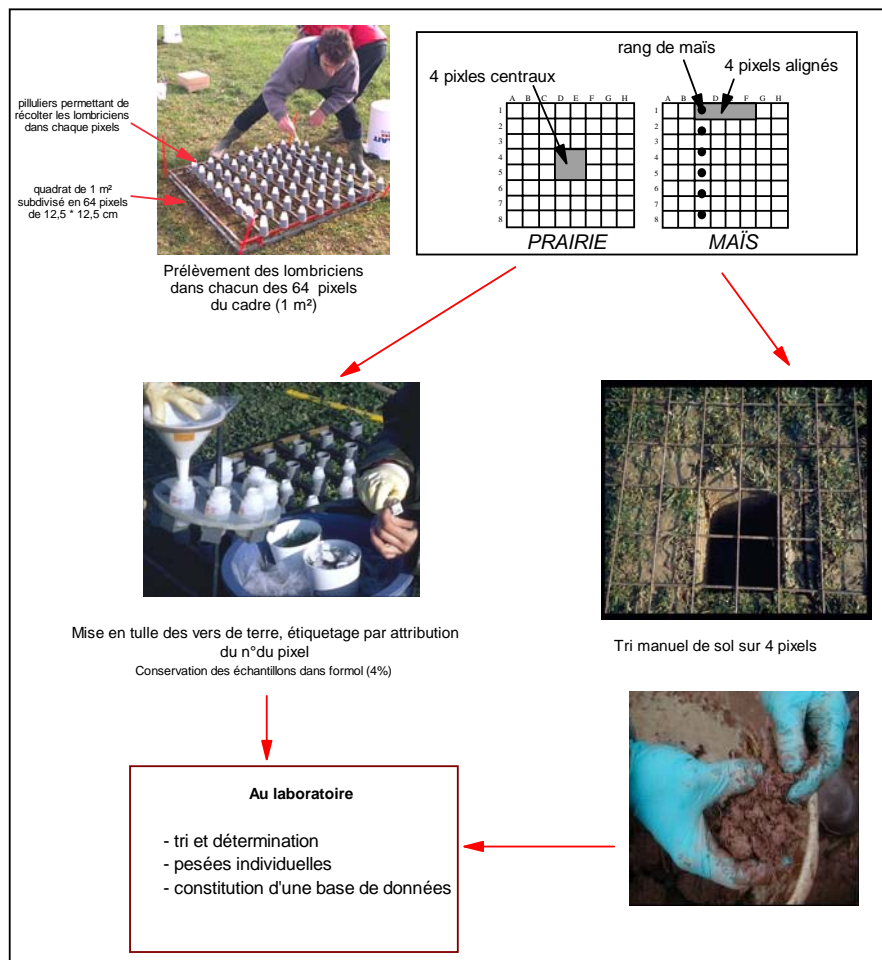 pilluliers permettant de
récolter les lombriciens
dans chaque pixels
quadrat de 1 m²
subdivisé en 64 pixels
de 12,5 * 12,5 cm
Prélèvement des lombriciens
dans chacun des 64 pixels
du cadre (1 m²)
rang de maïs
4 pixles centraux
4 pixels alignés
A B C D E F G H
1
2
3
4
5
6
7
8
PRAIRIE
A B D F G H
1
2
3
4
5
6
7
8
MAÏS
Mise en tulle des vers de terre, étiquetage par attribution
du n°du pixel
Conservation des échantillons dans formol (4%)
Tri manuel de sol sur 4 pixels
Au laboratoire
- tri et détermination
- pesées individuelles
- constitution d'une base de données